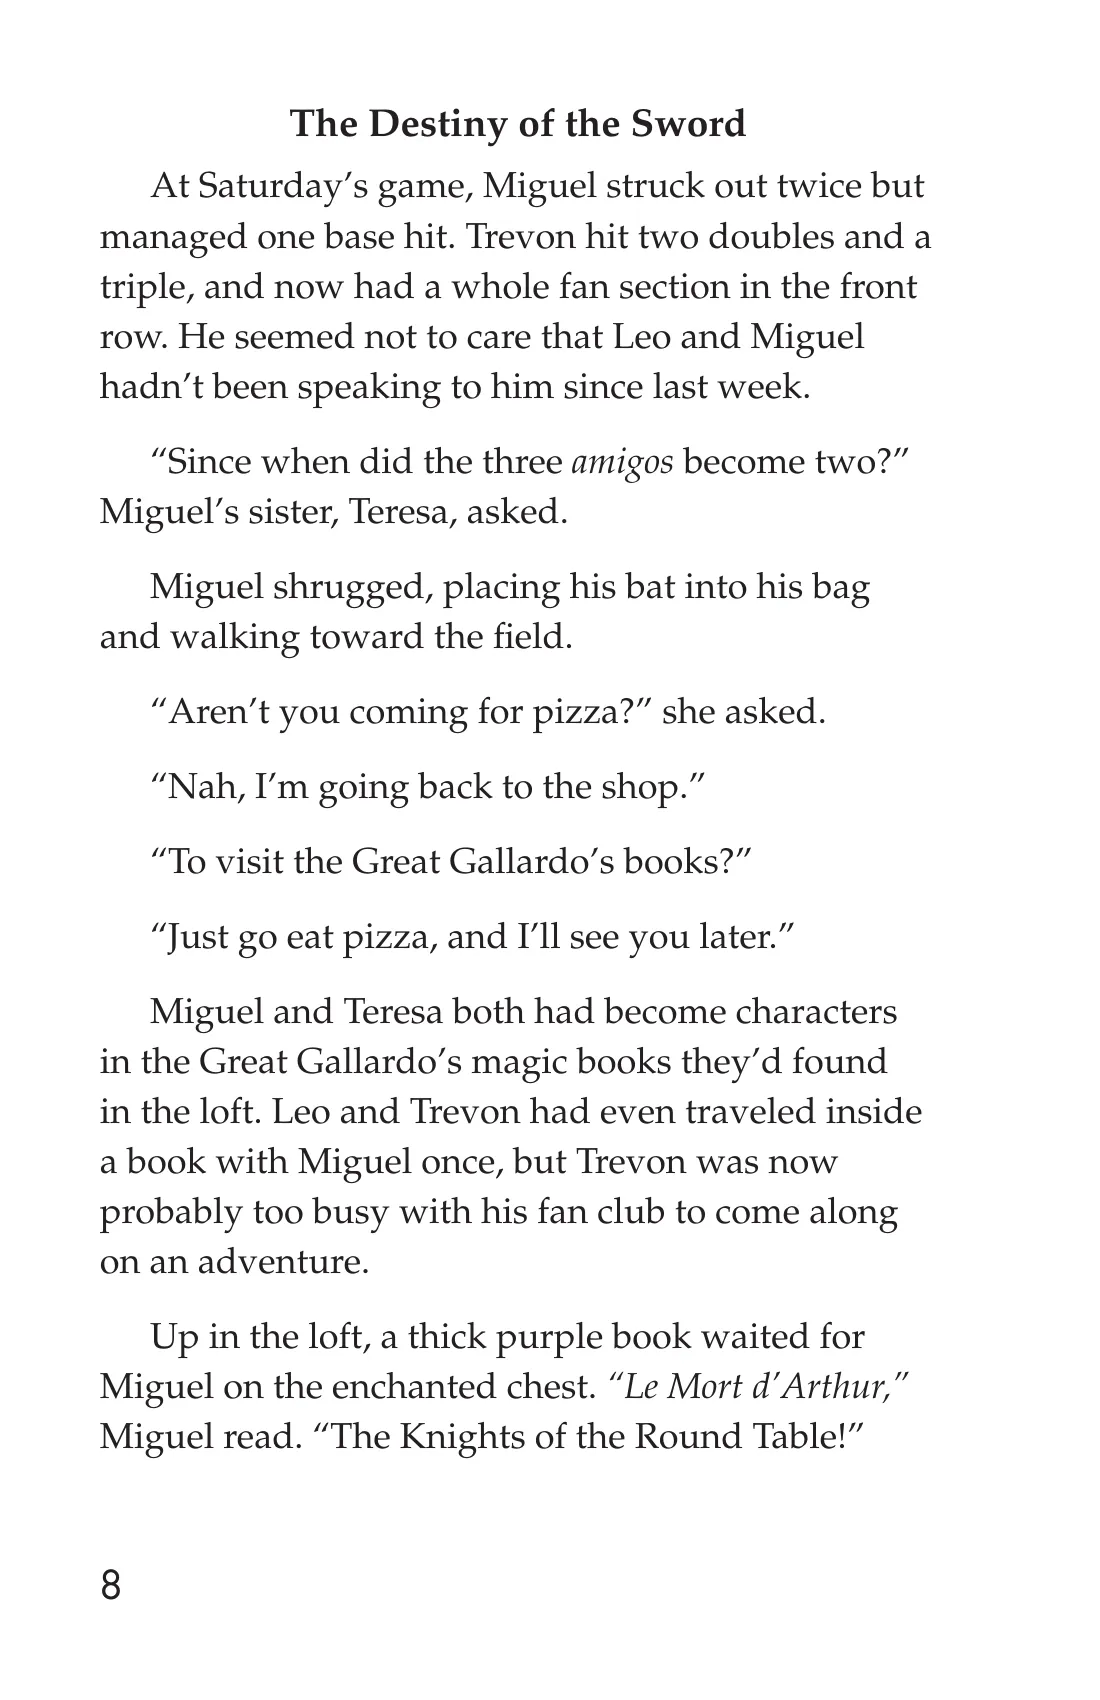 The Destiny of the Sword
At Saturday’s game, Miguel struck out twice but
managed one base hit. Trevon hit two doubles and a
triple, and now had a whole fan section in the front
row. He seemed not to care that Leo and Miguel
hadn’t been speaking to him since last week.
“Since when did the three amigos become two?”
Miguel’s sister, Teresa, asked.
Miguel shrugged, placing his bat into his bag
and walking toward the field.
“Aren’t you coming for pizza?” she asked.
“Nah, I’m going back to the shop.”
“To visit the Great Gallardo’s books?”
“Just go eat pizza, and I’ll see you later.”
Miguel and Teresa both had become characters
in the Great Gallardo’s magic books they’d found
in the loft. Leo and Trevon had even traveled inside
a book with Miguel once, but Trevon was now
probably too busy with his fan club to come along
on an adventure.
Up in the loft, a thick purple book waited for
Miguel on the enchanted chest. “Le Mort d’Arthur,”
Miguel read. “The Knights of the Round Table!”
8